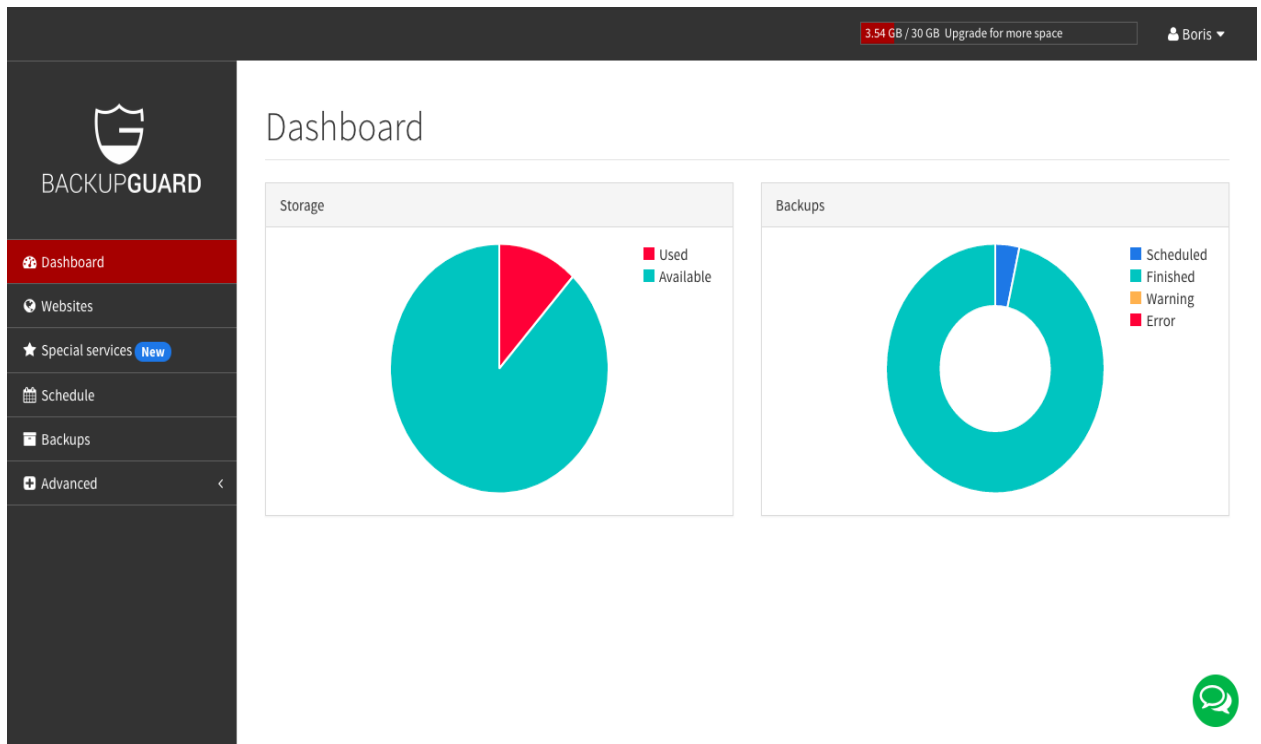 3.54 GB / 30 GB Upgrade for more space
Boris
BACKUPGUARD
Dashboard
Websites
Special services New
Schedule
Backups
Advanced
Dashboard
Storage
Used
Available
Backups
Scheduled
Finished
Warning
Error